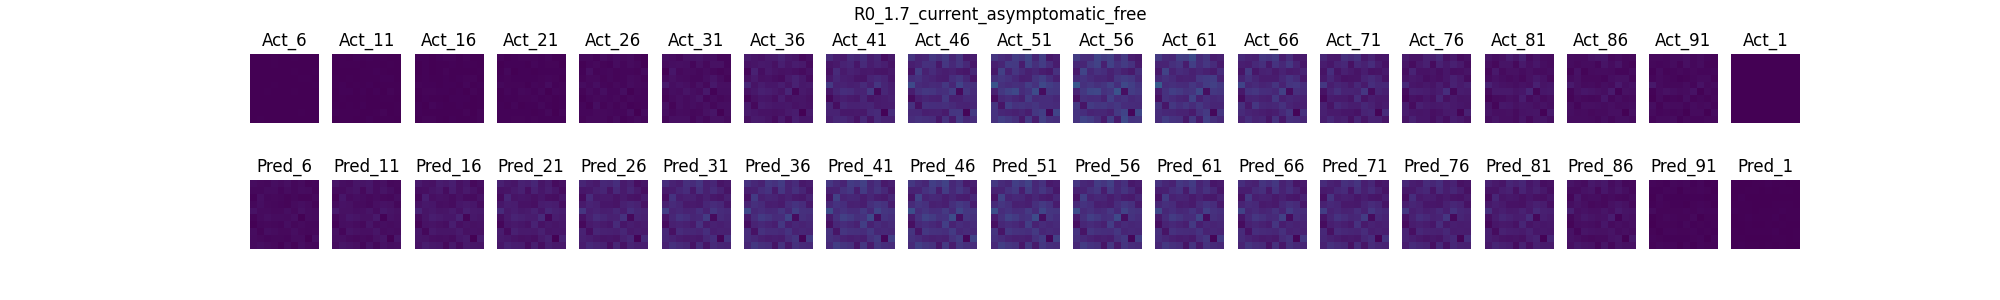 R0_1.7_current_asymptomatic_free
Act_6 Act_11 Act_16 Act_21 Act_26 Act_31 Act_36 Act_41 Act_46 Act_51 Act_56 Act_61 Act_66 Act_71 Act_76 Act_81 Act_86 Act_91 Act_1
Pred_6 Pred_11 Pred_16 Pred_21 Pred_26 Pred_31 Pred_36 Pred_41 Pred_46 Pred_51 Pred_56 Pred_61 Pred_66 Pred_71 Pred_76 Pred_81 Pred_86 Pred_91 Pred_1